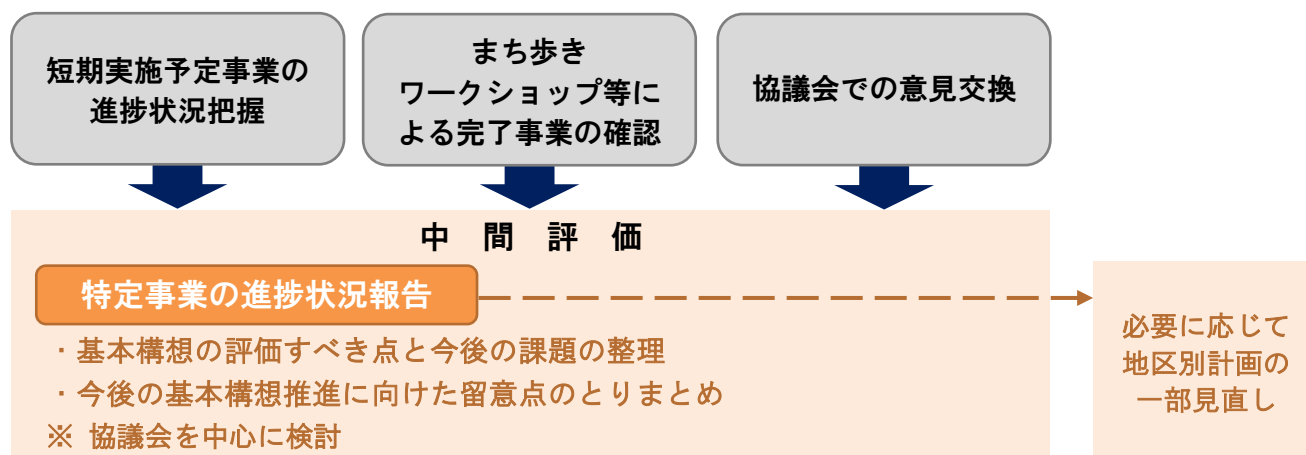 短期実施予定事業の
進捗状況把握
まち歩き
ワークショップ等に
よる完了事業の確認
協議会での意見交換
中 間 評 価
特定事業の進捗状況報告
・基本構想の評価すべき点と今後の課題の整理
・今後の基本構想推進に向けた留意点のとりまとめ
※ 協議会を中心に検討
必要に応じて
地区別計画の
一部見直し